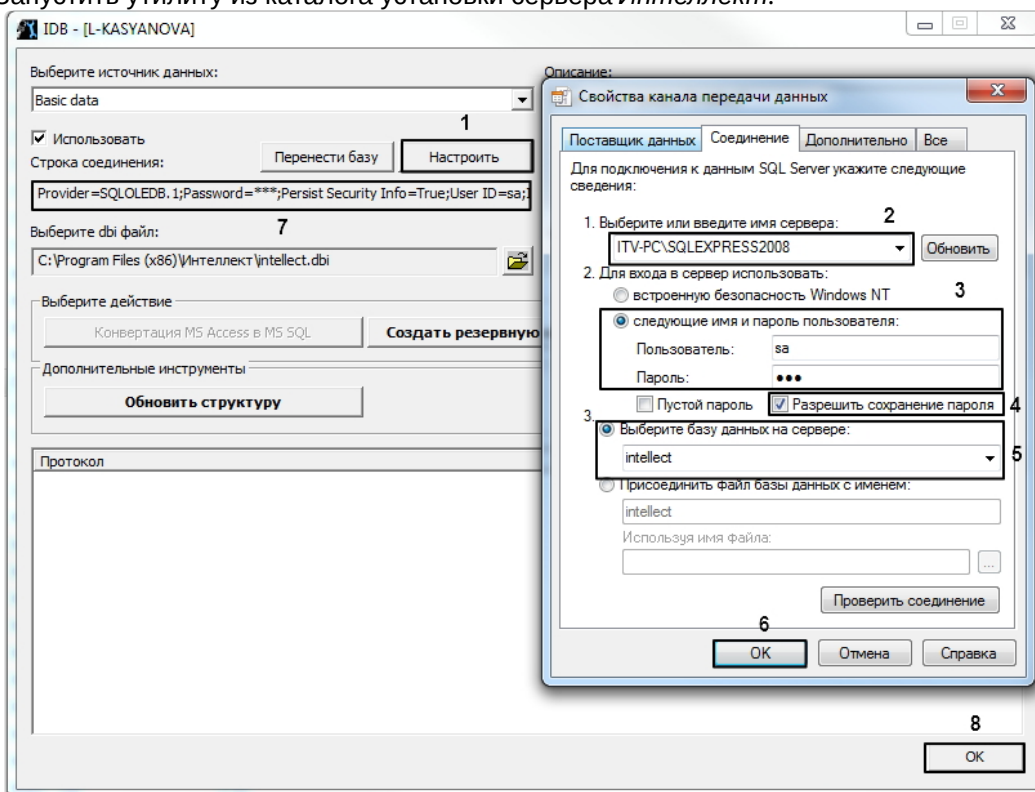 Запустить утилиту из каталога установки сервера Интеллект.
IDB - [L-KASYANOVA]
Выберите источник данных:
Описание:
Basic data
1
Использовать
Строка соединения:
Перенести базу
Настроить
Provider=SQLOLEDB.1;Password=***;Persist Security Info=True;User ID=sa;
7
Выберите dbi файл:
C:\Program Files (x86)\Интеллект\intellect.dbi
Выберите действие
Конвертация MS Access в MS SQL
Создать резервную
Дополнительные инструменты
Обновить структуру
Протокол
Свойства канала передачи данных
Поставщик данных
Соединение
Дополнительно
Все
Для подключения к данным SQL Server укажите следующие
сведения:
1. Выберите или введите имя сервера:
2
ITV-PC\SQLEXPRESS2008
Обновить
2. Для входа в сервер использовать:
встроенную безопасность Windows NT
3
следующие имя и пароль пользователя:
Пользователь:
sa
Пароль:
●●●
Пустой пароль
Разрешить сохранение пароля
4
3.
Выберите базу данных на сервере:
intellect
5
Присоединить файл базы данных с именем:
intellect
Используя имя файла:
...
Проверить соединение
6
OK
Отмена
Справка
8
OK